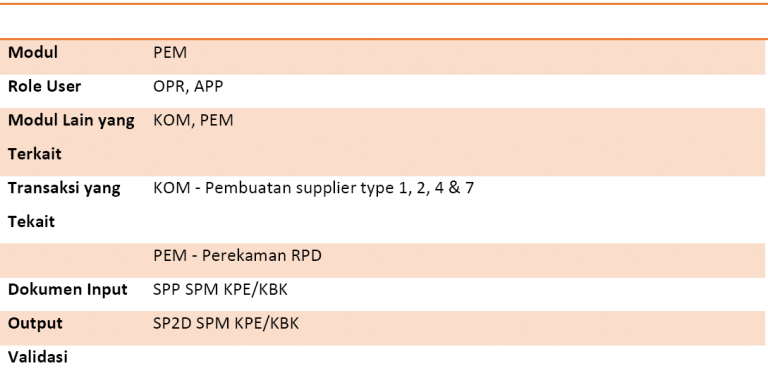 Modul PEM
Role User OPR, APP
Modul Lain yang KOM, PEM
Terkait
Transaksi yang KOM - Pembuatan supplier type 1, 2, 4 & 7
Tekait
PEM - Perekaman RPD
Dokumen Input SPP SPM KPE/KBK
Output SP2D SPM KPE/KBK
Validasi